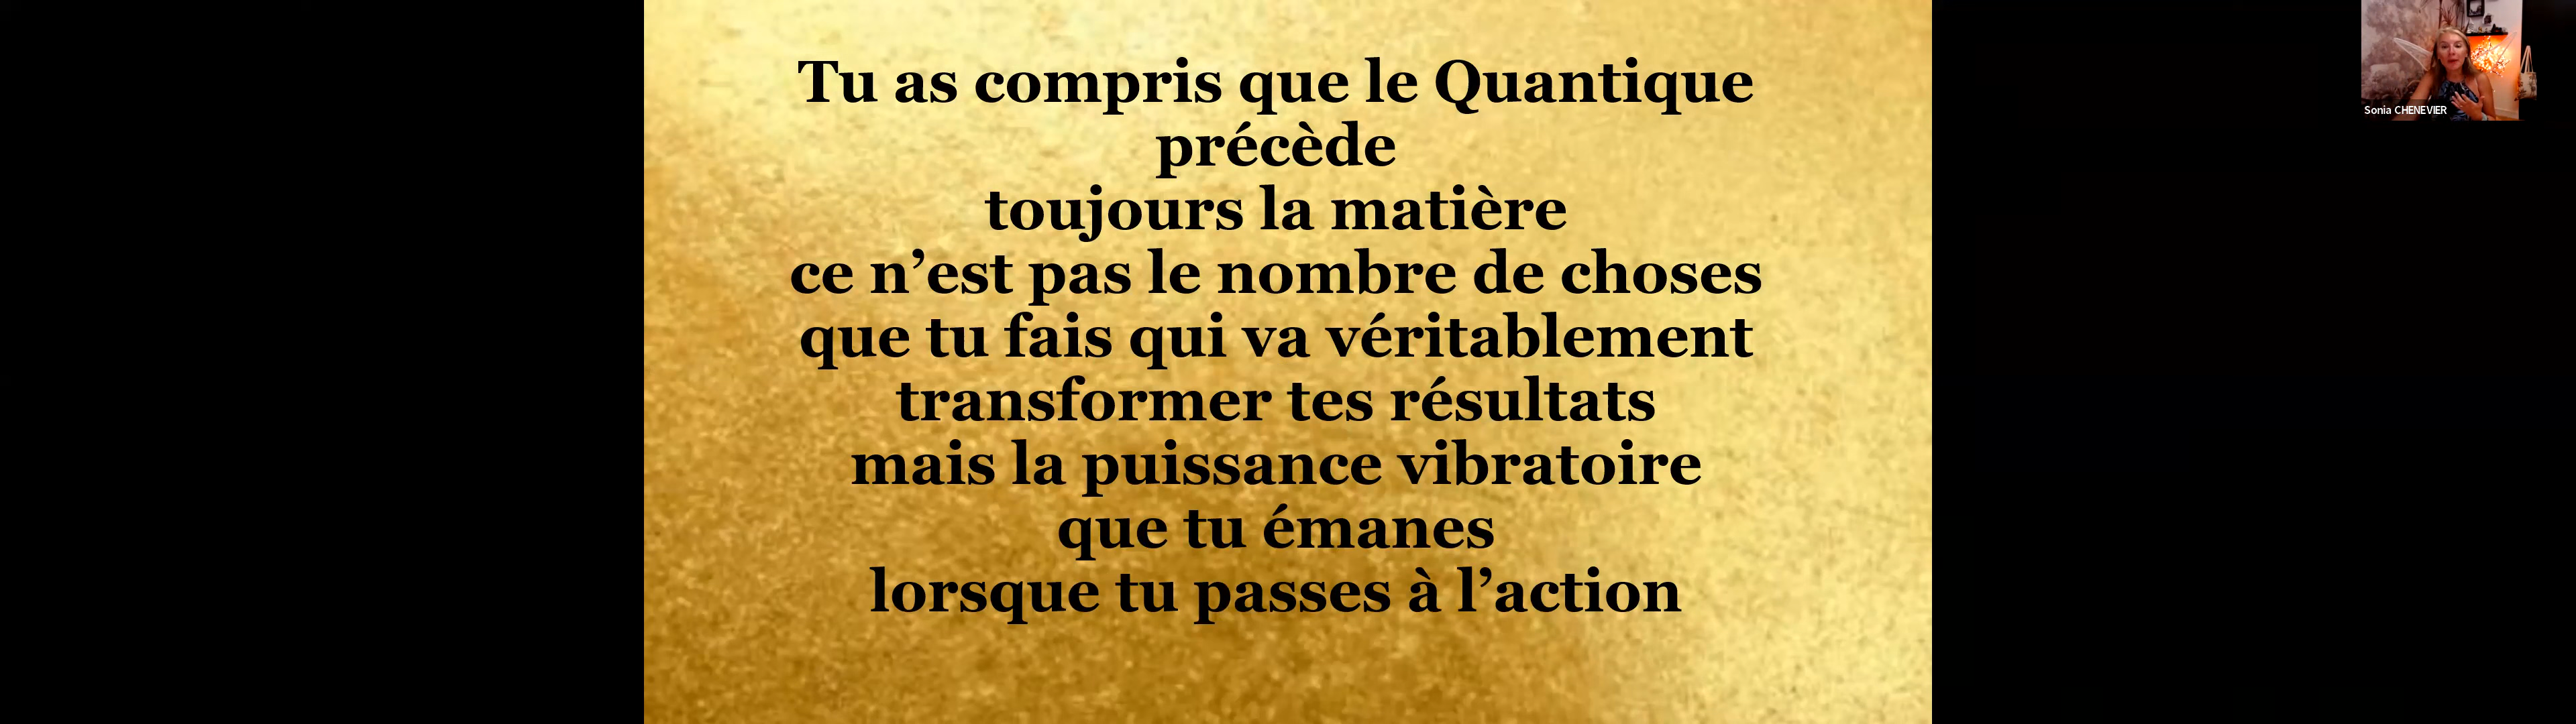 Tu as compris que le Quantique
précède
toujours la matière
ce n’est pas le nombre de choses
que tu fais qui va véritablement
transformer tes résultats
mais la puissance vibratoire
que tu émanes
lorsque tu passes à l’action
Sonia CHENEVIER